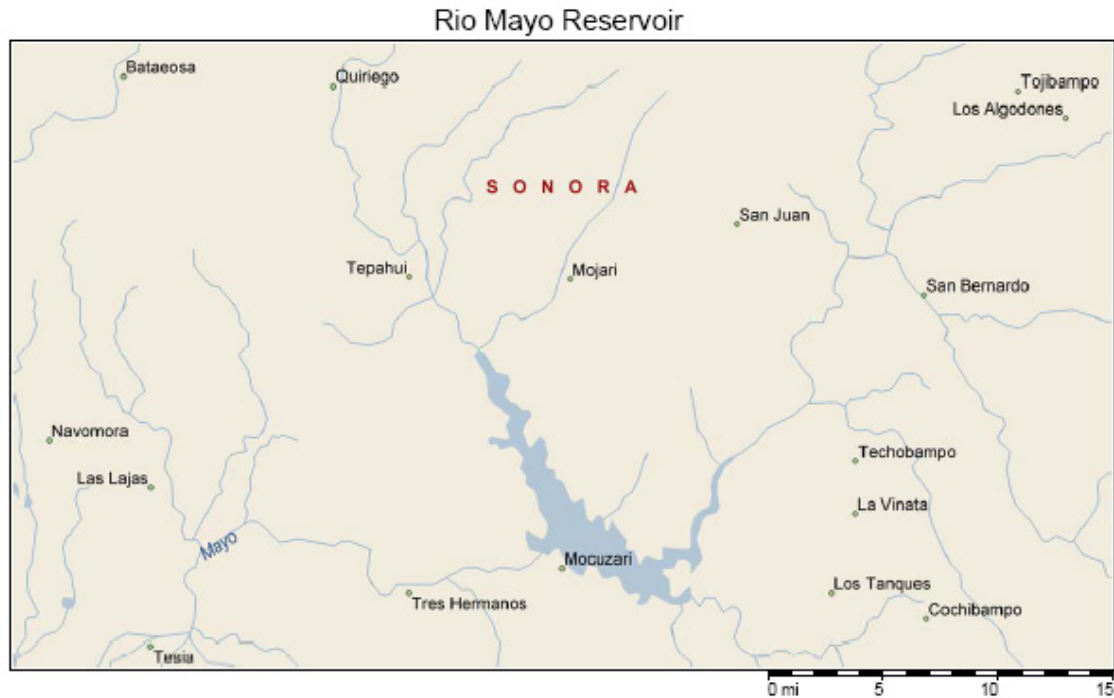 Rio Mayo Reservoir
Bataeosa
Quiriego
Tojibampo
Los Algodones
SONORA
San Juan
Tepahui
Mojari
San Bernardo
Navomora
Techobampo
Las Lajas
La Vinata
Mayo
Mocuzari
Los Tanques
Tres Hermanos
Cochibampo
Tesia
0 mi 5 10 15